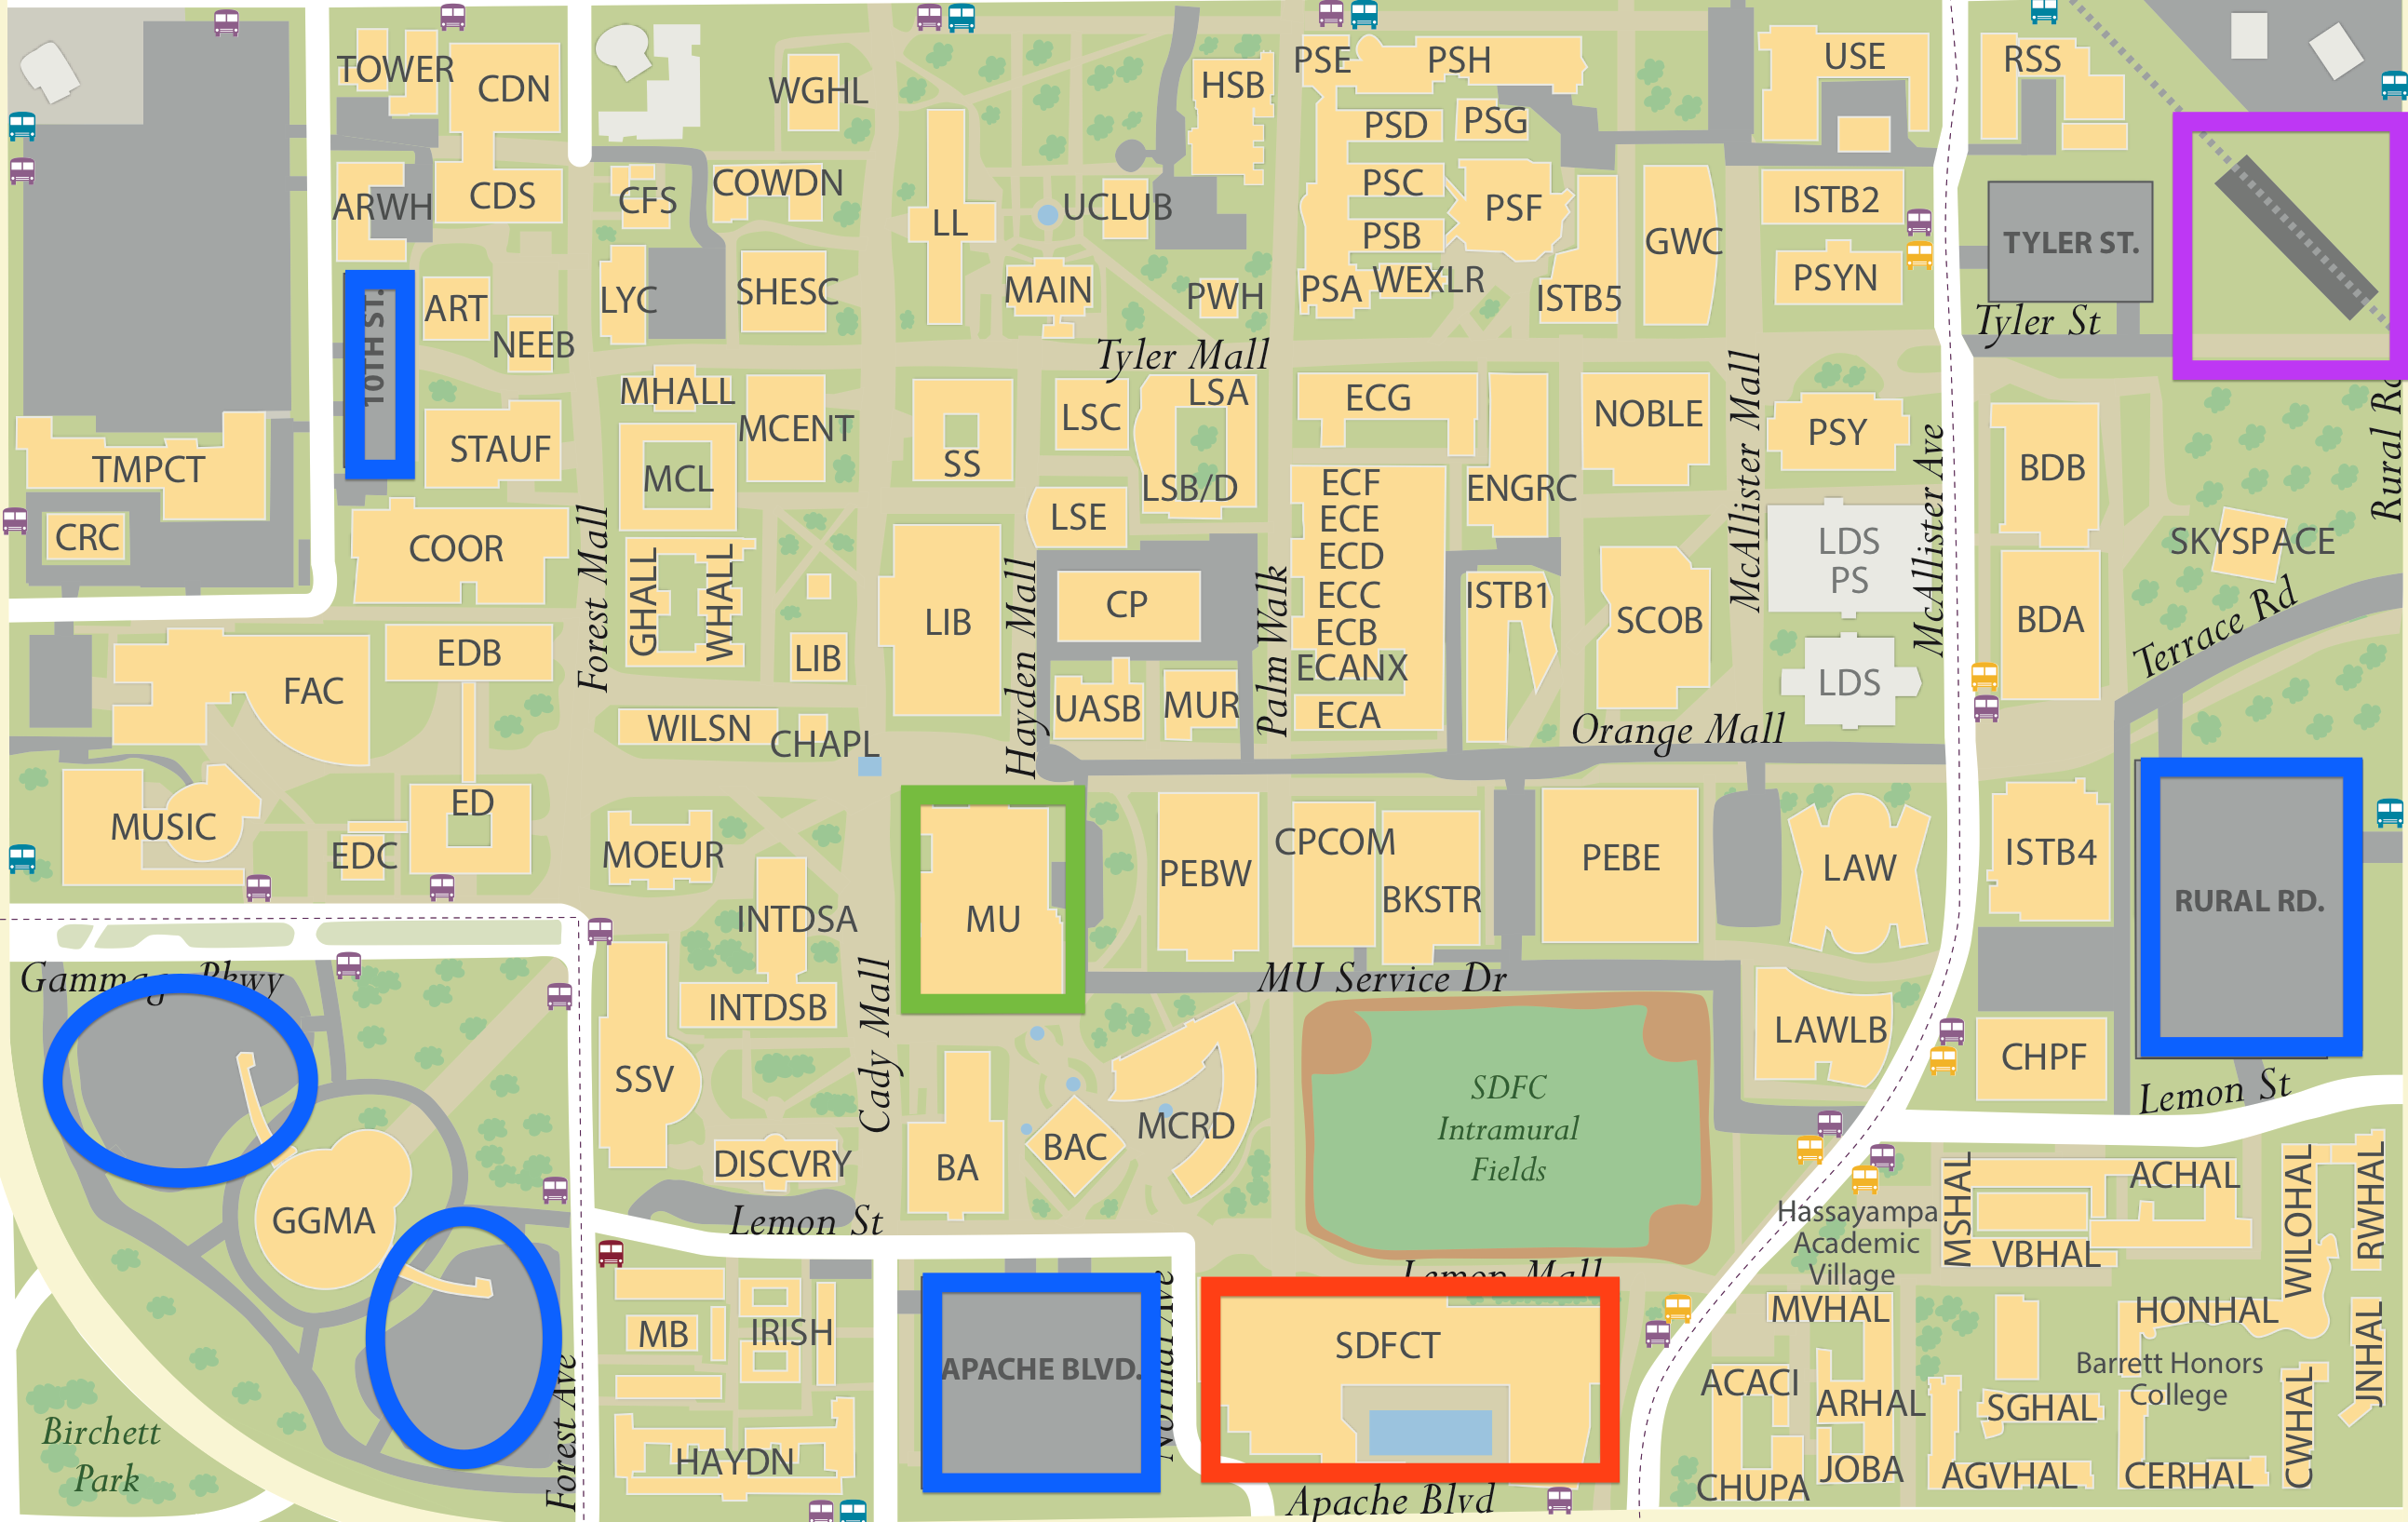 TOWER
CDN
WGHL
HSB
PSE
PSH
USE
RSS
PSD
PSG
ARWH
CDS
CFS
COWDN
LL
UCLUB
PSC
PSF
PSB
GWC
ISTB2
TYLER ST.
10TH ST.
ART
NEEB
LYC
SHESC
MAIN
PWH
PSA
WEXLR
ISTB5
PSYN
Tyler St
Tyler Mall
TMPCT
STAUF
MHALL
MCENT
MCL
SS
LSC
LSA
LSB/D
ECG
ENGRC
NOBLE
McAllister Mall
PSY
McAllister Ave
BDB
CRC
COOR
Forest Mall
GHALL
WHALL
LIB
LIB
LSE
Hayden Mall
CP
Palm Walk
ECF
ECE
ECD
ECC
ECB
ECANX
ECA
ISTB1
SCOB
LDS
PS
LDS
SKYSPACE
BDA
Terrace Rd
FAC
EDB
WILSN
CHAPL
UASB
MUR
Orange Mall
MUSIC
ED
EDC
MOEUR
INTDSA
MU
PEBW
CPCOM
BKSTR
PEBE
LAW
ISTB4
RURAL RD.
INTDSB
Cady Mall
MU Service Dr
SSV
DISCVRY
BA
BAC
MCRD
SDFC
Intramural
Fields
LAWLB
CHPF
Lemon St
GGMA
Lemon St
Hassayampa
Academic
Village
MSHAL
ACHAL
VBHAL
WILOHAL
RWHAL
MB
IRISH
APACHE BLVD.
SDFCT
Lemon Mall
MVHAL
HONHAL
Barrett Honors
College
JNHAL
ACACI
ARHAL
SGHAL
CWHAL
Birchett
Park
Forest Ave
HAYDN
Apache Blvd
CHUPA
JOBA
AGVHAL
CERHAL